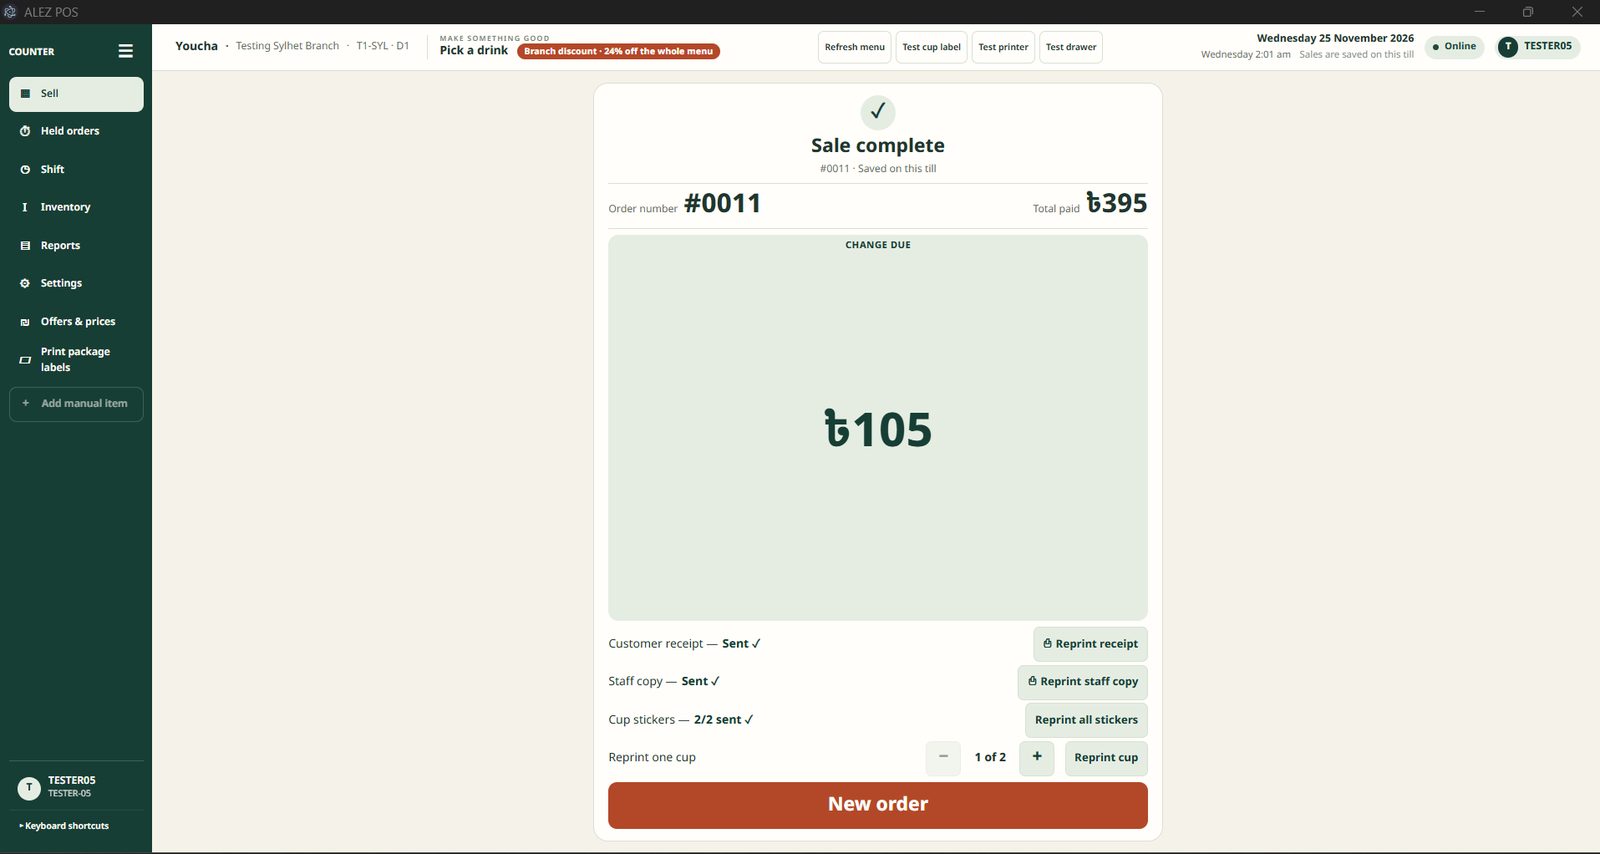 ALEZ POS
COUNTER
Sell
Held orders
Shift
Inventory
Reports
Settings
Offers & prices
Print package
labels
+ Add manual item
T
TESTER05
TESTER-05
Keyboard shortcuts
Youcha · Testing Sylhet Branch · T1-SYL · D1
MAKE SOMETHING GOOD
Pick a drink Branch discount · 24% off the whole menu
Refresh menu Test cup label Test printer Test drawer
Wednesday 25 November 2026
Wednesday 2:01 am Sales are saved on this till
Online
T TESTER05
Sale complete
#0011 · Saved on this till
Order number #0011 Total paid ৳395
CHANGE DUE
৳105
Customer receipt — Sent ✓ Reprint receipt
Staff copy — Sent ✓ Reprint staff copy
Cup stickers — 2/2 sent ✓ Reprint all stickers
Reprint one cup − 1 of 2 + Reprint cup
New order